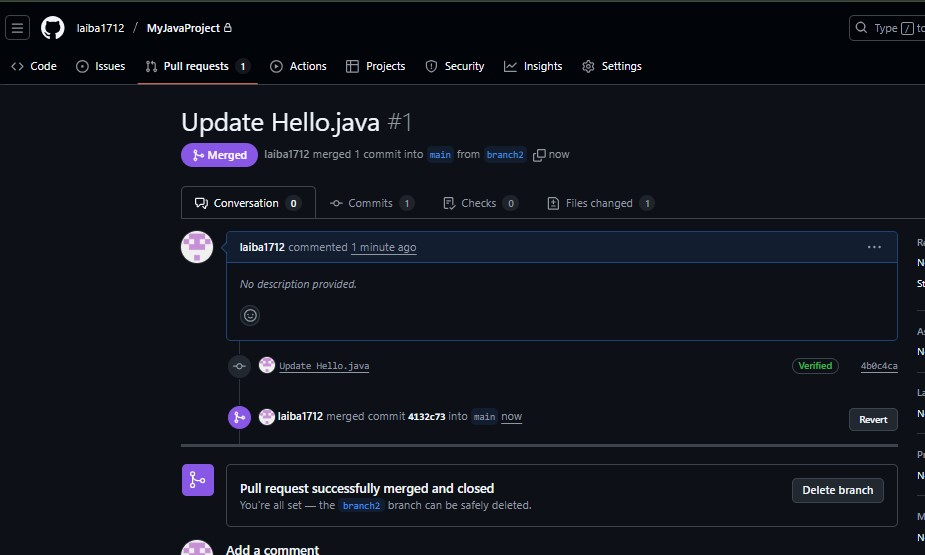 laiba1712 / MyJavaProject
Type / to
Code Issues Pull requests 1 Actions Projects Security Insights Settings
Update Hello.java #1
Merged laiba1712 merged 1 commit into main from branch2 now
Conversation 0 Commits 1 Checks 0 Files changed 1
laiba1712 commented 1 minute ago
No description provided.
Update Hello.java Verified 4b0c4ca
laiba1712 merged commit 4132c73 into main now
Revert
Pull request successfully merged and closed
You're all set — the branch2 branch can be safely deleted.
Delete branch
Add a comment